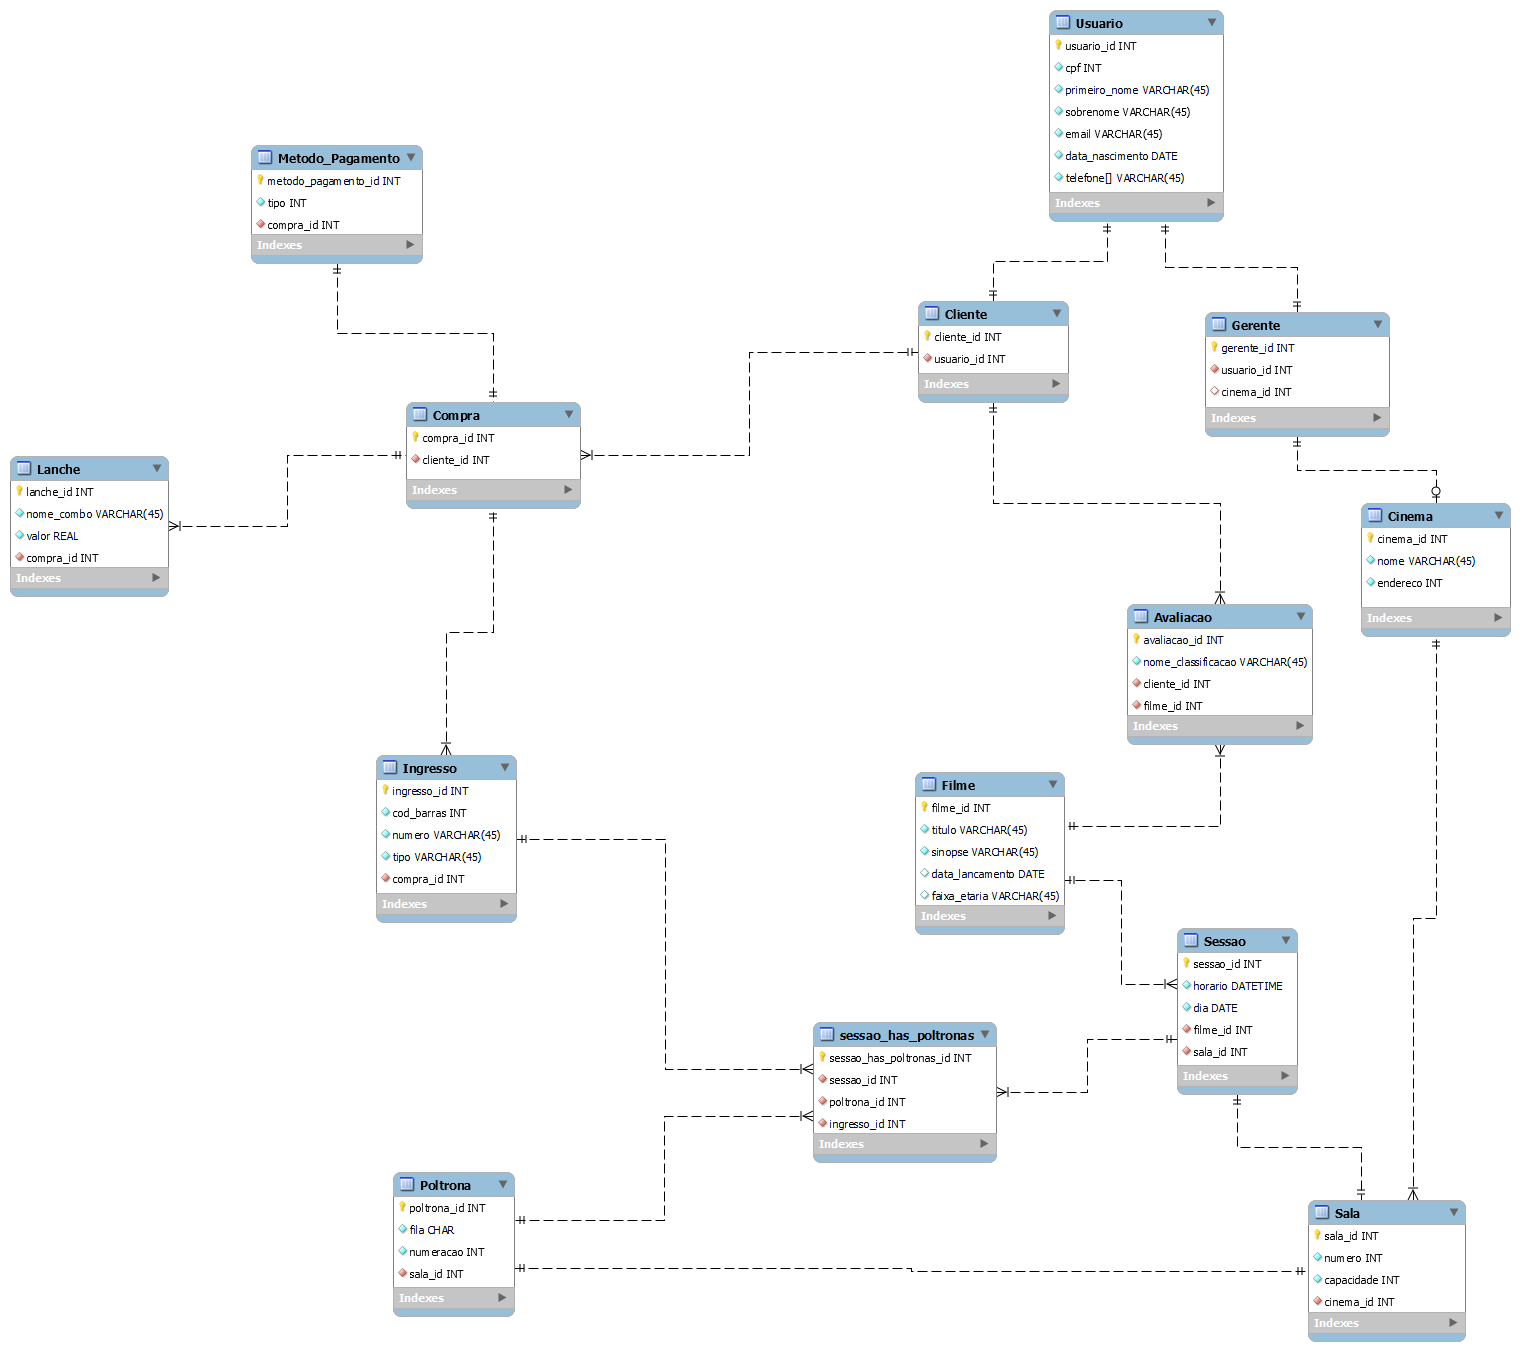 Usuario
usuario_id INT
cpf INT
primeiro_nome VARCHAR(45)
sobrenome VARCHAR(45)
email VARCHAR(45)
data_nascimento DATE
telefone[] VARCHAR(45)
Indexes
Metodo_Pagamento
metodo_pagamento_id INT
tipo INT
compra_id INT
Indexes
Cliente
cliente_id INT
usuario_id INT
Indexes
Gerente
gerente_id INT
usuario_id INT
cinema_id INT
Indexes
Compra
compra_id INT
cliente_id INT
Indexes
Lanche
lanche_id INT
nome_combo VARCHAR(45)
valor REAL
compra_id INT
Indexes
Cinema
cinema_id INT
nome VARCHAR(45)
endereco INT
Indexes
Avaliacao
avaliacao_id INT
nome_classificacao VARCHAR(45)
cliente_id INT
filme_id INT
Indexes
Ingresso
ingresso_id INT
cod_barras INT
numero VARCHAR(45)
tipo VARCHAR(45)
compra_id INT
Indexes
Filme
filme_id INT
titulo VARCHAR(45)
sinopse VARCHAR(45)
data_lancamento DATE
faixa_etaria VARCHAR(45)
Indexes
Sessao
sessao_id INT
horario DATETIME
dia DATE
filme_id INT
sala_id INT
Indexes
sessao_has_poltronas
sessao_has_poltronas_id INT
sessao_id INT
poltrona_id INT
ingresso_id INT
Indexes
Poltrona
poltrona_id INT
fila CHAR
numeracao INT
sala_id INT
Indexes
Sala
sala_id INT
numero INT
capacidade INT
cinema_id INT
Indexes